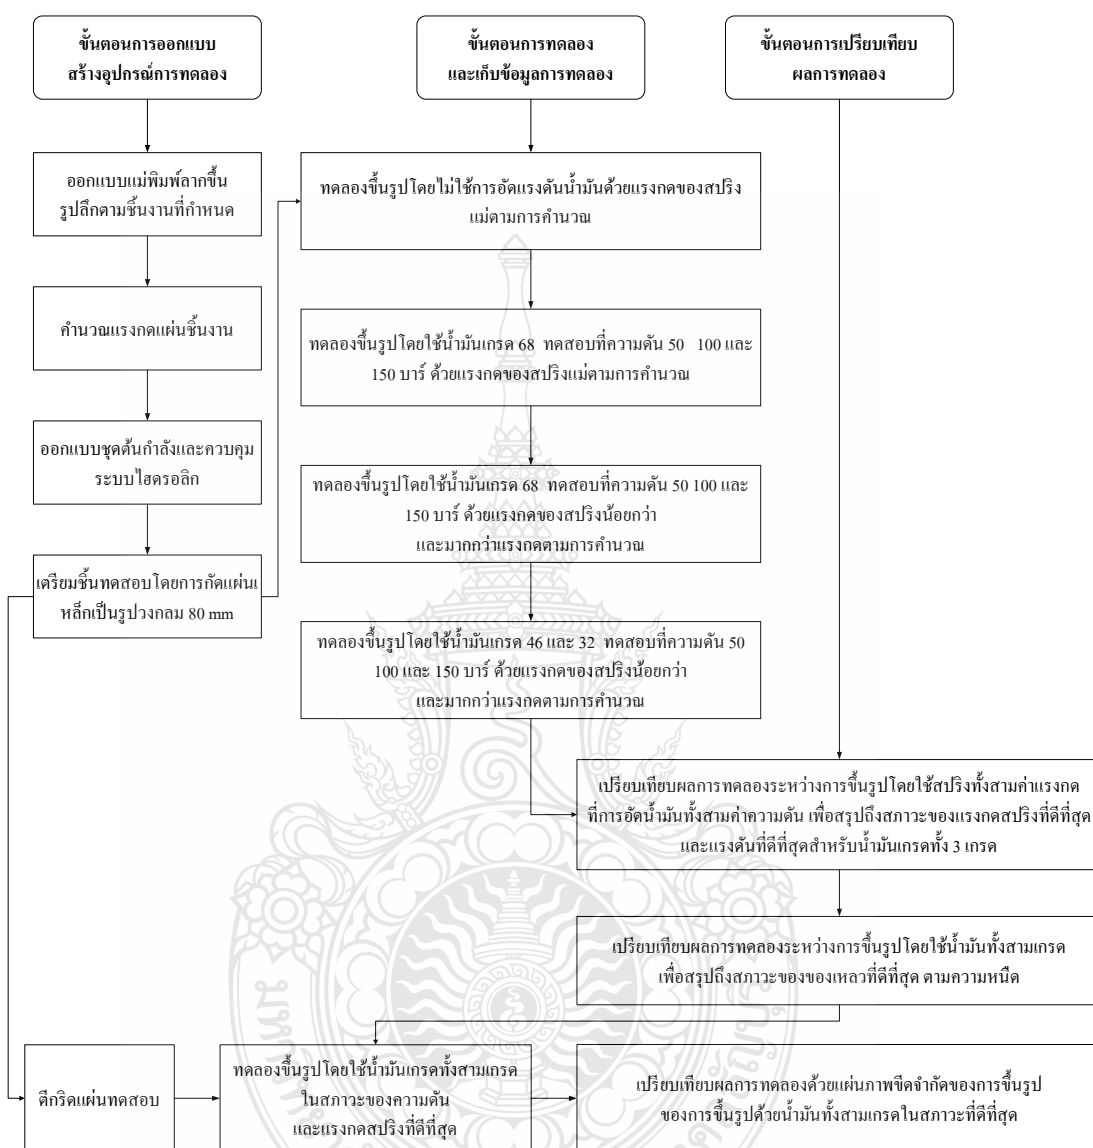 ขั้นตอนการออกแบบ
สร้างอุปกรณ์การทดลอง
ออกแบบแม่พิมพ์ลากขึ้น
รูปลึกตามชิ้นงานที่กำหนด
คำนวณแรงกดแผ่นชิ้นงาน
ออกแบบชุดต้นกำลังและควบคุม
ระบบไฮดรอลิก
เตรียมชิ้นทดสอบโดยการกัดแผ่นเ
หล็กเป็นรูปวงกลม 80 mm
ขั้นตอนการทดลอง
และเก็บข้อมูลการทดลอง
ทดลองขึ้นรูปโดยไม่ใช้การอัดแรงดันน้ำมันด้วยแรงกดของสปริง
แม่ตามการคำนวณ
ทดลองขึ้นรูปโดยใช้น้ำมันเกรด 68 ทดสอบที่ความดัน 50 100 และ
150 บาร์ ด้วยแรงกดของสปริงแม่ตามการคำนวณ
ทดลองขึ้นรูปโดยใช้น้ำมันเกรด 68 ทดสอบที่ความดัน 50 100 และ
150 บาร์ ด้วยแรงกดของสปริงน้อยกว่า
และมากกว่าแรงกดตามการคำนวณ
ทดลองขึ้นรูปโดยใช้น้ำมันเกรด 46 และ 32 ทดสอบที่ความดัน 50
100 และ 150 บาร์ ด้วยแรงกดของสปริงน้อยกว่า
และมากกว่าแรงกดตามการคำนวณ
ขั้นตอนการเปรียบเทียบ
ผลการทดลอง
เปรียบเทียบผลการทดลองระหว่างการขึ้นรูปโดยใช้สปริงทั้งสามค่าแรงกด
ที่การอัดน้ำมันทั้งสามค่าความดัน เพื่อสรุปถึงสภาวะของแรงกดสปริงที่ดีที่สุด
และแรงดันที่ดีที่สุดสำหรับน้ำมันเกรดทั้ง 3 เกรด
เปรียบเทียบผลการทดลองระหว่างการขึ้นรูปโดยใช้น้ำมันทั้งสามเกรด
เพื่อสรุปถึงสภาวะของของเหลวที่ดีที่สุด ตามความหนืด
ตีกริดแผ่นทดสอบ
ทดลองขึ้นรูปโดยใช้น้ำมันเกรดทั้งสามเกรด
ในสภาวะของความดัน
และแรงกดสปริงที่ดีที่สุด
เปรียบเทียบผลการทดลองด้วยแผ่นภาพขีดจำกัดของการขึ้นรูป
ของการขึ้นรูปด้วยน้ำมันทั้งสามเกรดในสภาวะที่ดีที่สุด